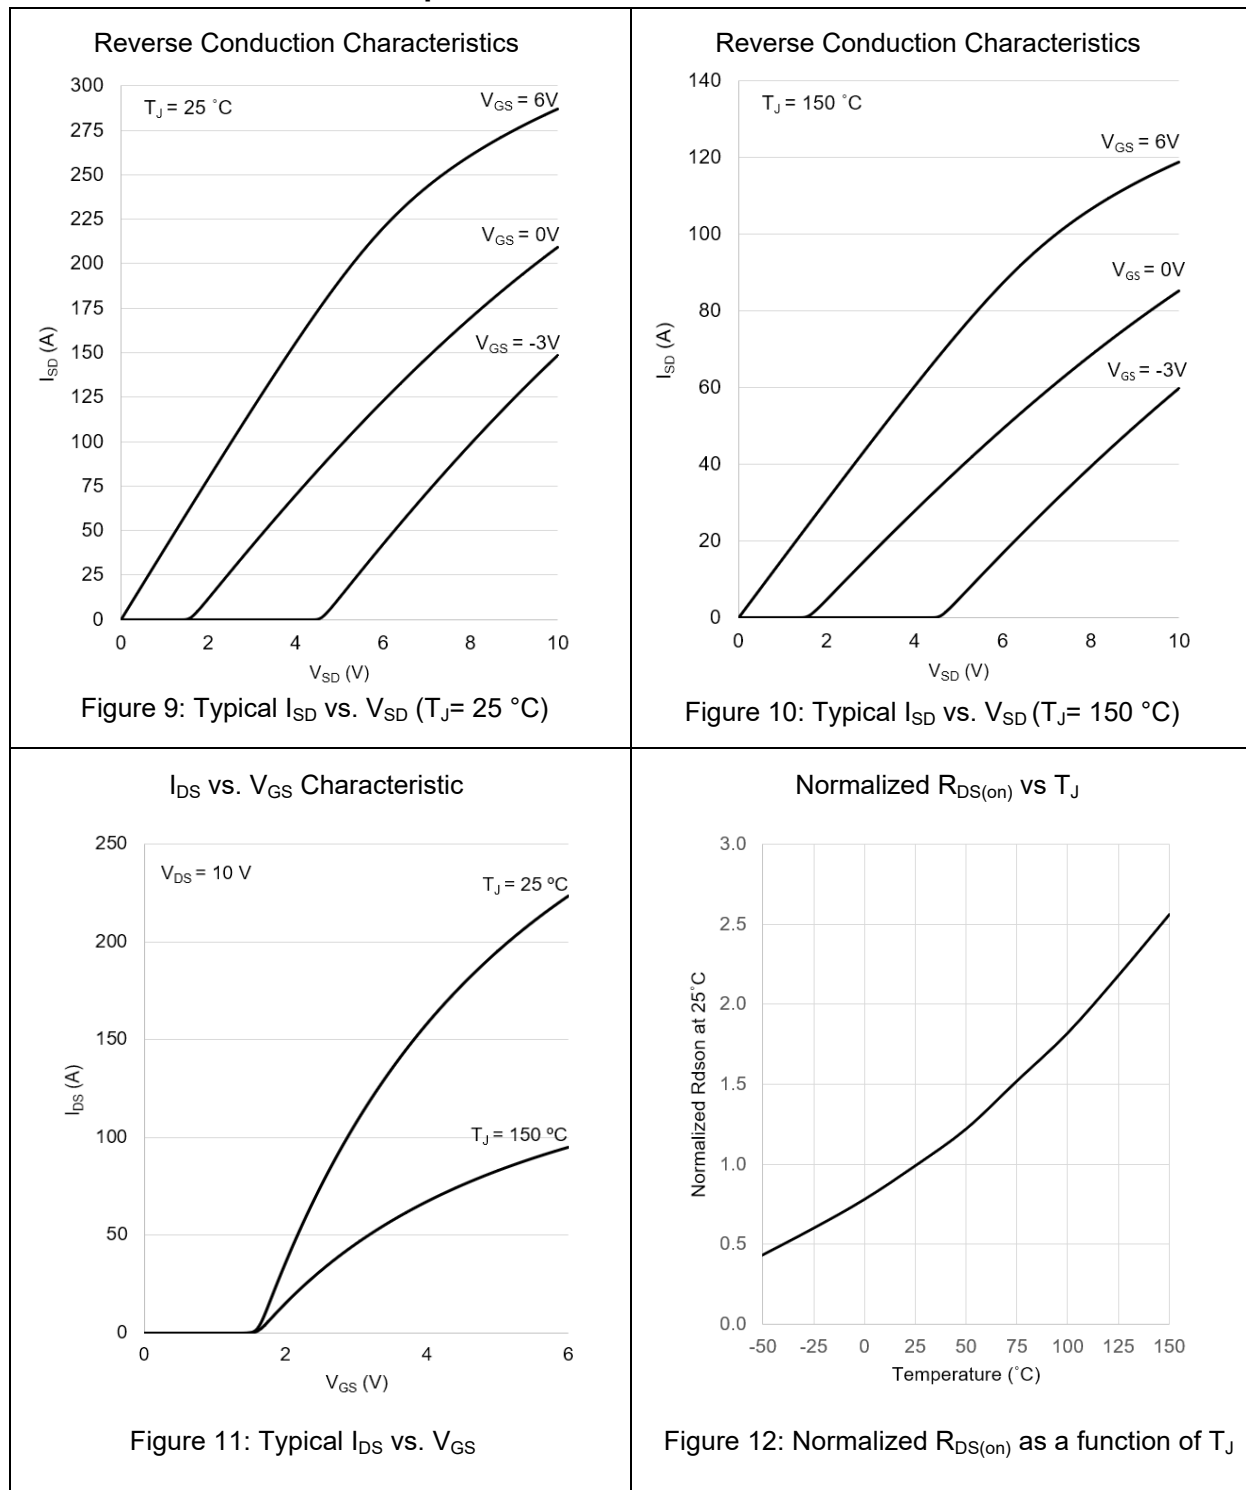 Reverse Conduction Characteristics
T_J = 25 ˚C
V_GS = 6V
V_GS = 0V
V_GS = -3V
300
275
250
225
200
175
150
125
100
75
50
25
0
I_SD (A)
0 2 4 6 8 10
V_SD (V)
Figure 9: Typical I_SD vs. V_SD (T_J= 25 °C)
Reverse Conduction Characteristics
T_J = 150 ˚C
V_GS = 6V
V_GS = 0V
V_GS = -3V
140
120
100
80
60
40
20
0
I_SD (A)
0 2 4 6 8 10
V_SD (V)
Figure 10: Typical I_SD vs. V_SD (T_J= 150 °C)
I_DS vs. V_GS Characteristic
V_DS = 10 V
T_J = 25 ºC
T_J = 150 ºC
250
200
150
100
50
0
I_DS (A)
0 2 4 6
V_GS (V)
Figure 11: Typical I_DS vs. V_GS
Normalized R_DS(on) vs T_J
3.0
2.5
2.0
1.5
1.0
0.5
0.0
Normalized Rdson at 25˚C
-50 -25 0 25 50 75 100 125 150
Temperature (˚C)
Figure 12: Normalized R_DS(on) as a function of T_J